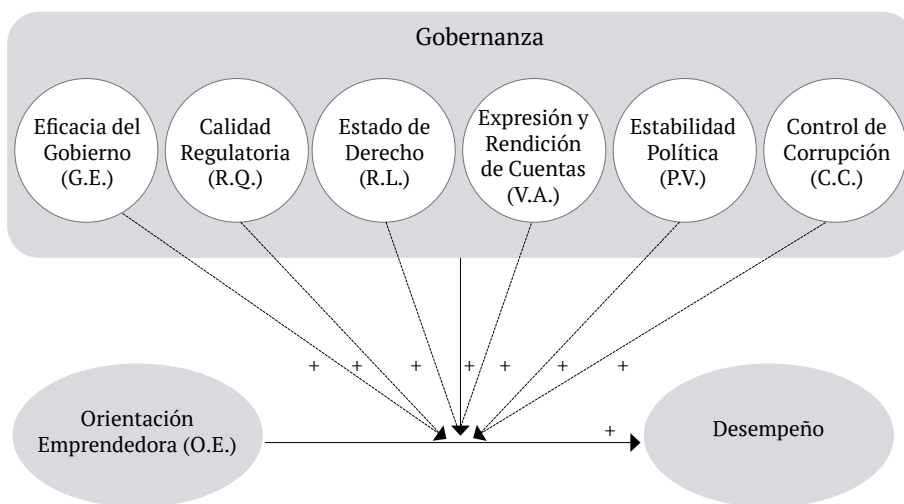 Gobernanza
Eficacia del
Gobierno
(G.E.)
Calidad
Regulatoria
(R.Q.)
Estado de
Derecho
(R.L.)
Expresión y
Rendición
de Cuentas
(V.A.)
Estabilidad
Política
(P.V.)
Control de
Corrupción
(C.C.)
+ + + + + + +
Orientación
Emprendedora (O.E.)
+
Desempeño